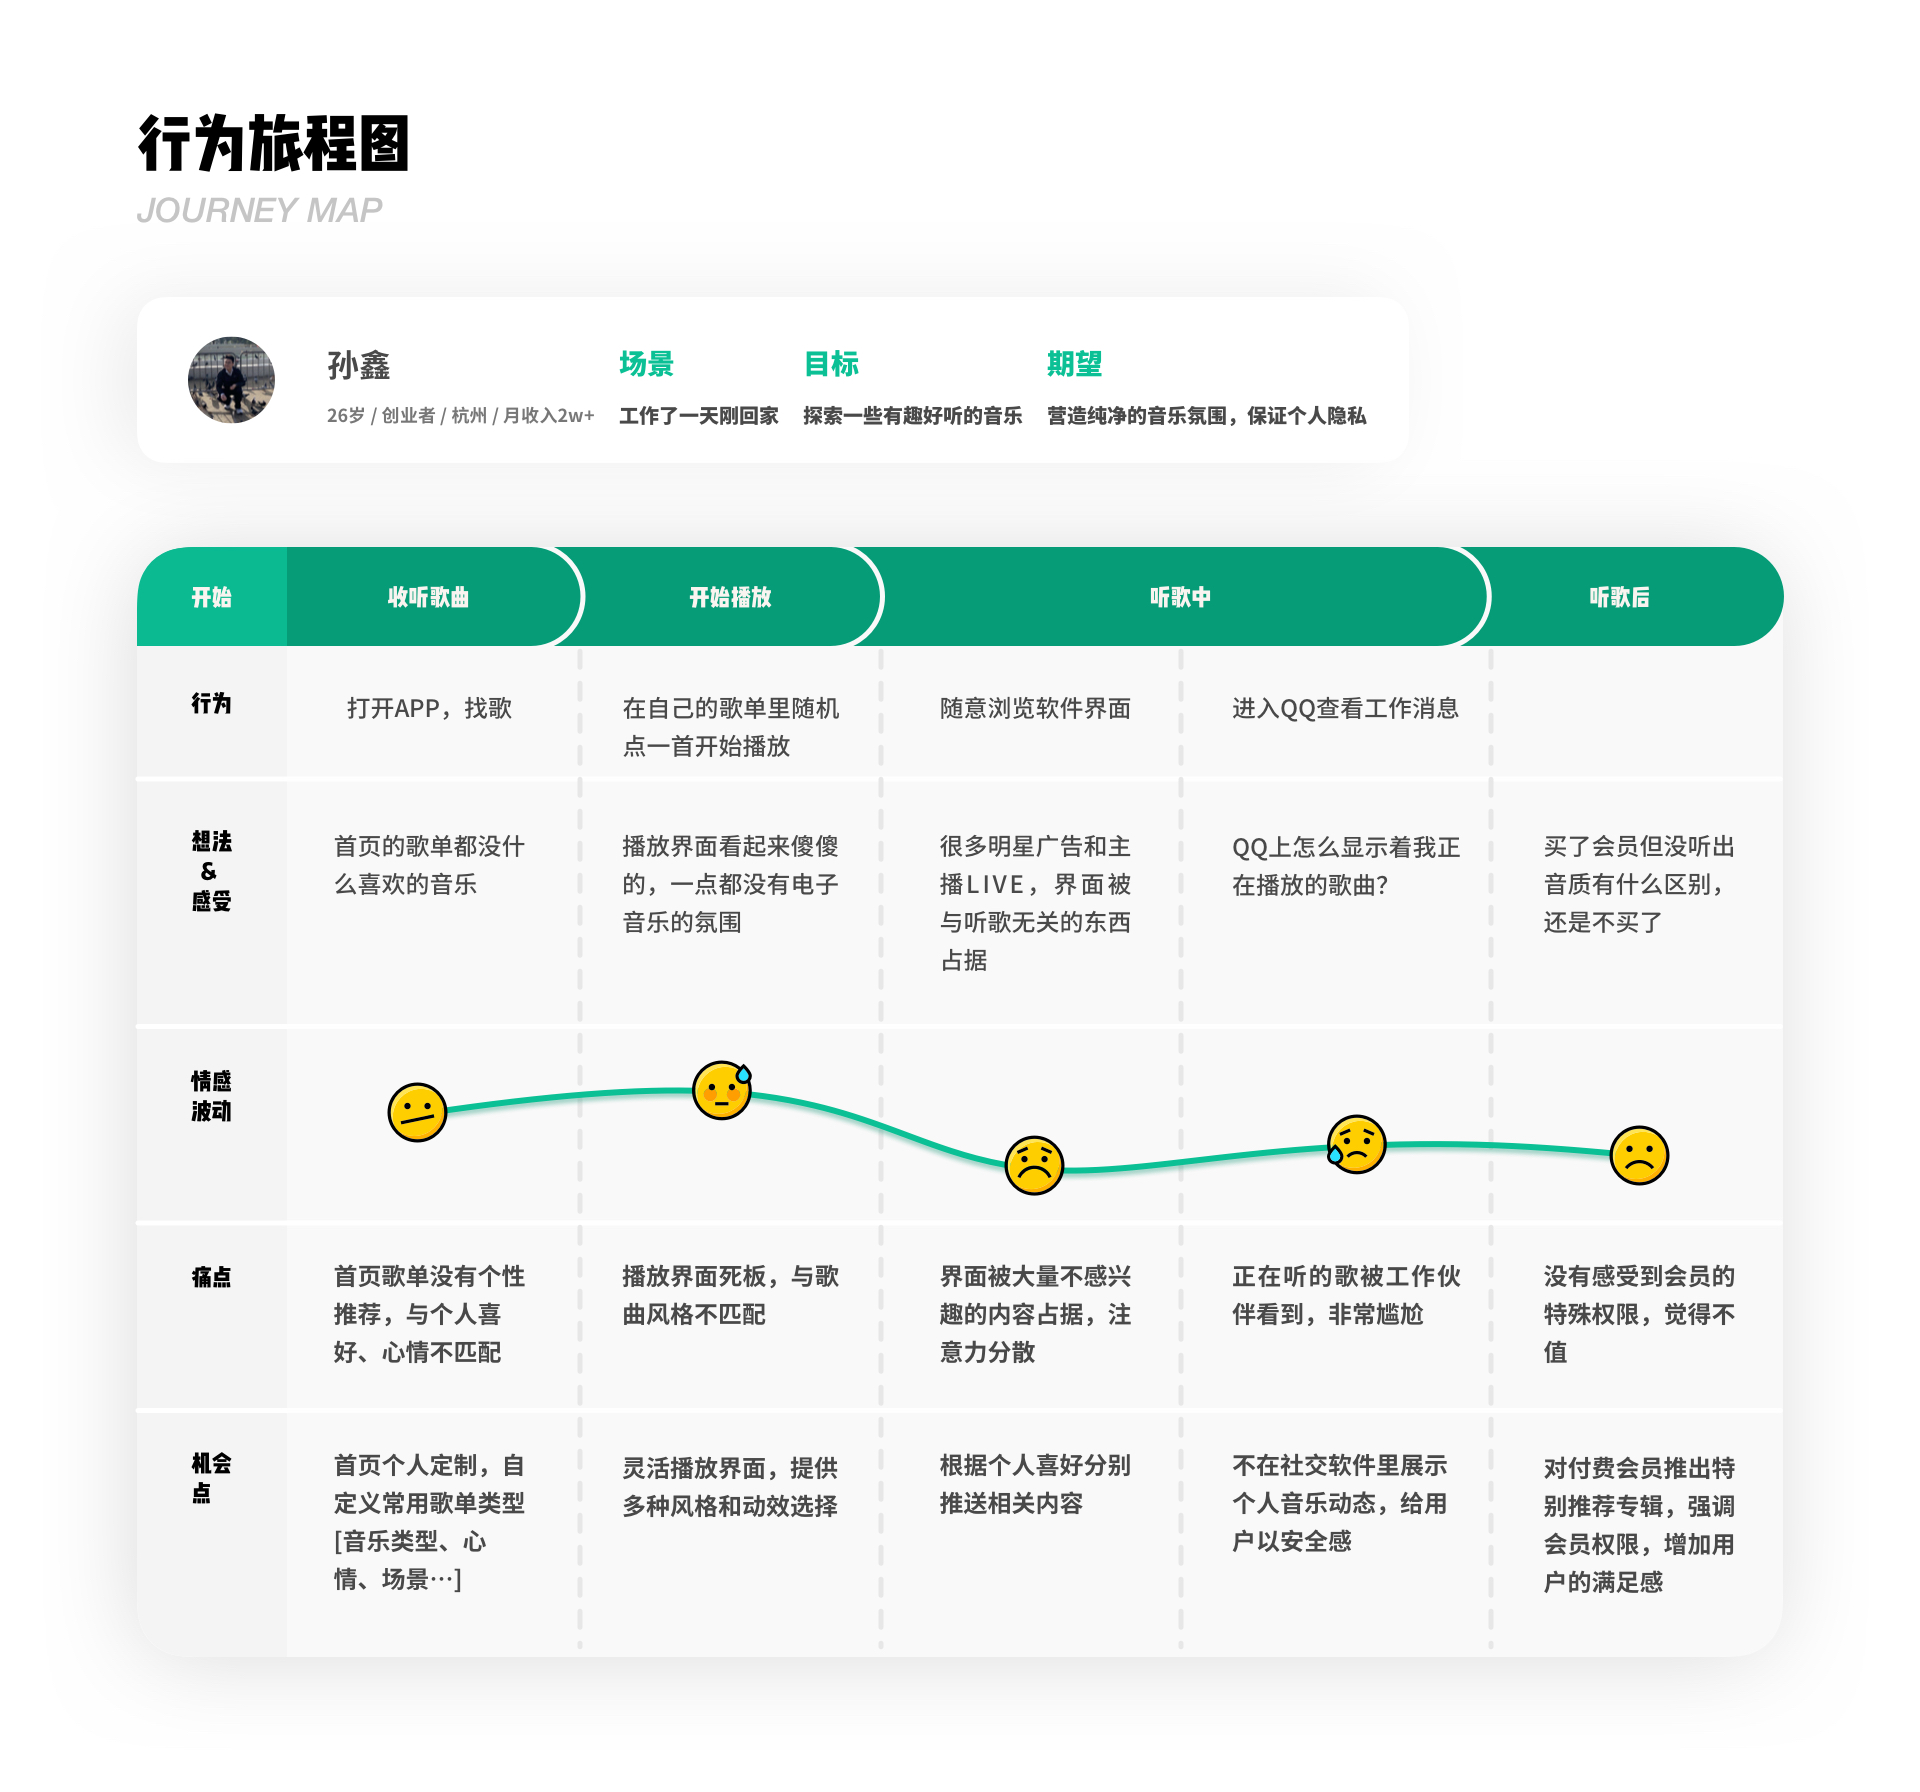 行为旅程图
JOURNEY MAP
孙鑫
26岁 / 创业者 / 杭州 / 月收入2w+
场景
工作了一天刚回家
目标
探索一些有趣好听的音乐
期望
营造纯净的音乐氛围，保证个人隐私
开始
收听歌曲
开始播放
听歌中
听歌后
行为
打开APP，找歌
在自己的歌单里随机
点一首开始播放
随意浏览软件界面
进入QQ查看工作消息
想法
&
感受
首页的歌单都没什
么喜欢的音乐
播放界面看起来傻傻
的，一点都没有电子
音乐的氛围
很多明星广告和主
播LIVE，界面被
与听歌无关的东西
占据
QQ上怎么显示着我正
在播放的歌曲？
买了会员但没听出
音质有什么区别，
还是不买了
情感
波动
痛点
首页歌单没有个性
推荐，与个人喜
好、心情不匹配
播放界面死板，与歌
曲风格不匹配
界面被大量不感兴
趣的内容占据，注
意力分散
正在听的歌被工作伙
伴看到，非常尴尬
没有感受到会员的
特殊权限，觉得不
值
机会
点
首页个人定制，自
定义常用歌单类型
[音乐类型、心
情、场景…]
灵活播放界面，提供
多种风格和动效选择
根据个人喜好分别
推送相关内容
不在社交软件里展示
个人音乐动态，给用
户以安全感
对付费会员推出特
别推荐专辑，强调
会员权限，增加用
户的满足感